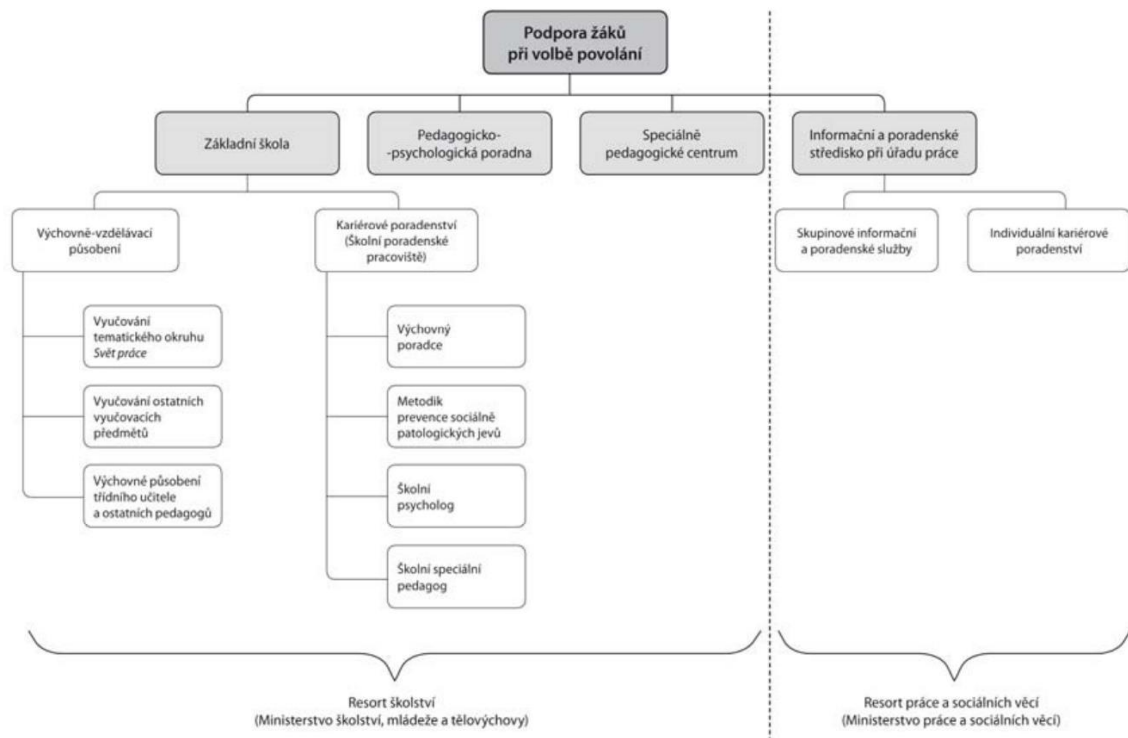 Podpora žáků
při volbě povolání
Základní škola
Pedagogicko-
-psychologická poradna
Speciálně
pedagogické centrum
Informační a poradenské
středisko při úřadu práce
Výchovně-vzdělávací
působení
Kariérové poradenství
(Školní poradenské
pracoviště)
Skupinové informační
a poradenské služby
Individuální kariérové
poradenství
Vyučování
tematického okruhu
Svět práce
Vyučování ostatních
vyučovacích
předmětů
Výchovné působení
třídního učitele
a ostatních pedagogů
Výchovný
poradce
Metodik
prevence sociálně
patologických jevů
Školní
psycholog
Školní speciální
pedagog
Resort školství
(Ministerstvo školství, mládeže a tělovýchovy)
Resort práce a sociálních věcí
(Ministerstvo práce a sociálních věcí)